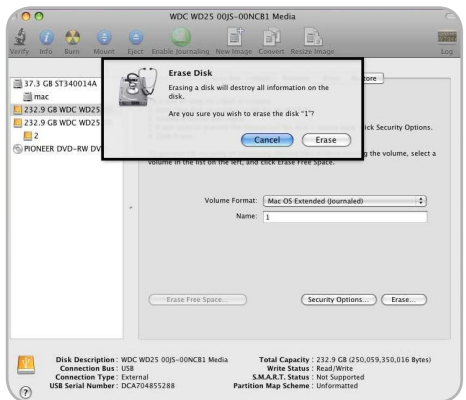 WDC WD25 00JS-00NCB1 Media
Verify Info Burn Mount Eject Enable Journaling New Image Convert Resize Image Log
Erase Disk
Erasing a disk will destroy all information on the
disk.
Are you sure you wish to erase the disk “1”?
Cancel Erase
37.3 GB ST340014A
mac
232.9 GB WDC WD25
232.9 GB WDC WD25
2
PIONEER DVD-RW DV
click Security Options.
the volume, select a
volume in the list on the left, and click Erase Free Space.
Volume Format: Mac OS Extended (Journaled)
Name: 1
Erase Free Space... Security Options... Erase...
Disk Description : WDC WD25 00JS-00NCB1 Media Total Capacity : 232.9 GB (250,059,350,016 Bytes)
Connection Bus : USB Write Status : Read/Write
Connection Type : External S.M.A.R.T. Status : Not Supported
USB Serial Number : DCA704855288 Partition Map Scheme : Unformatted
?